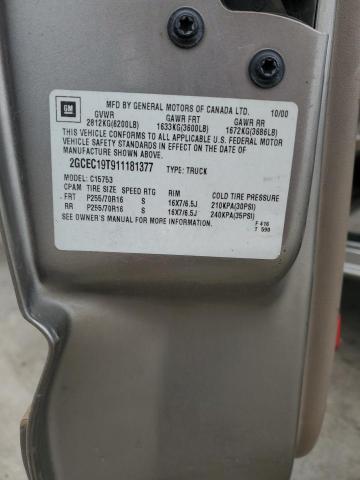 GM
MFD BY GENERAL MOTORS OF CANADA LTD. 10/00
GVWR GAWR FRT GAWR RR
2812KG(6200LB) 1633KG(3600LB) 1672KG(3686LB)
THIS VEHICLE CONFORMS TO ALL APPLICABLE U.S. FEDERAL MOTOR
VEHICLE SAFETY STANDARDS IN EFFECT ON THE DATE OF
MANUFACTURE SHOWN ABOVE.
2GCEC19T911181377 TYPE: TRUCK
MODEL: C15753
CPAM TIRE SIZE SPEED RTG RIM COLD TIRE PRESSURE
FRT P255/70R16 S 16X7/6.5J 210KPA(30PSI)
RR P255/70R16 S 16X7/6.5J 240KPA(35PSI)
SEE OWNER'S MANUAL FOR MORE INFORMATION. F 416
T 590